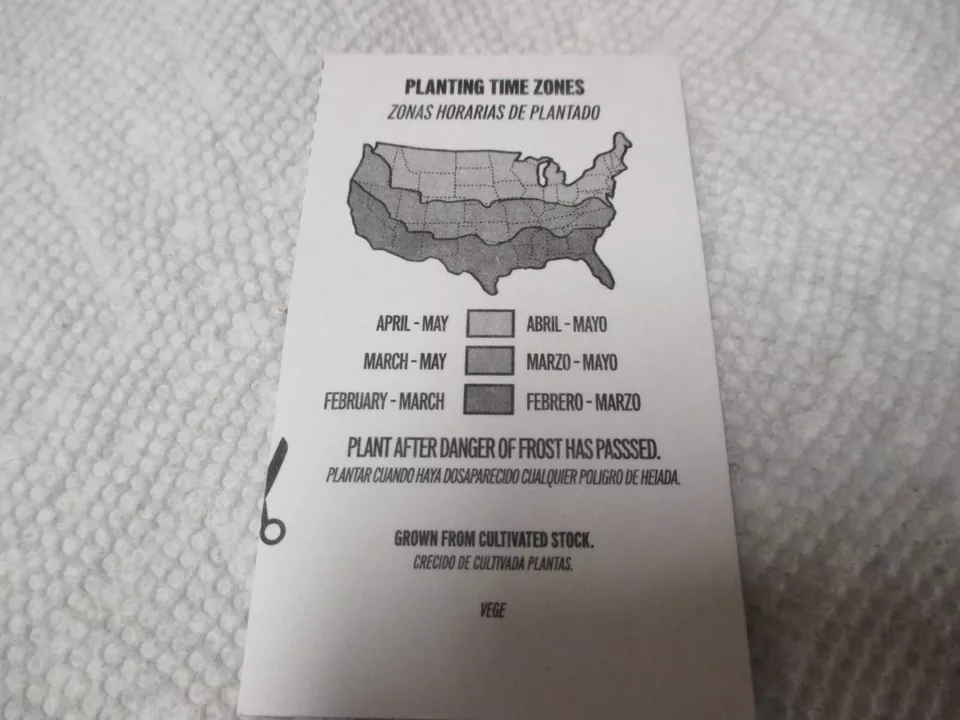 PLANTING TIME ZONES
ZONAS HORARIAS DE PLANTADO
APRIL - MAY ABRIL - MAYO
MARCH - MAY MARZO - MAYO
FEBRUARY - MARCH FEBRERO - MARZO
PLANT AFTER DANGER OF FROST HAS PASSSED.
PLANTAR CUANDO HAYA DOSAPARECIDO CUALQUIER POLIGRO DE HEIADA.
GROWN FROM CULTIVATED STOCK.
CRECIDO DE CULTIVADA PLANTAS.
VEGE